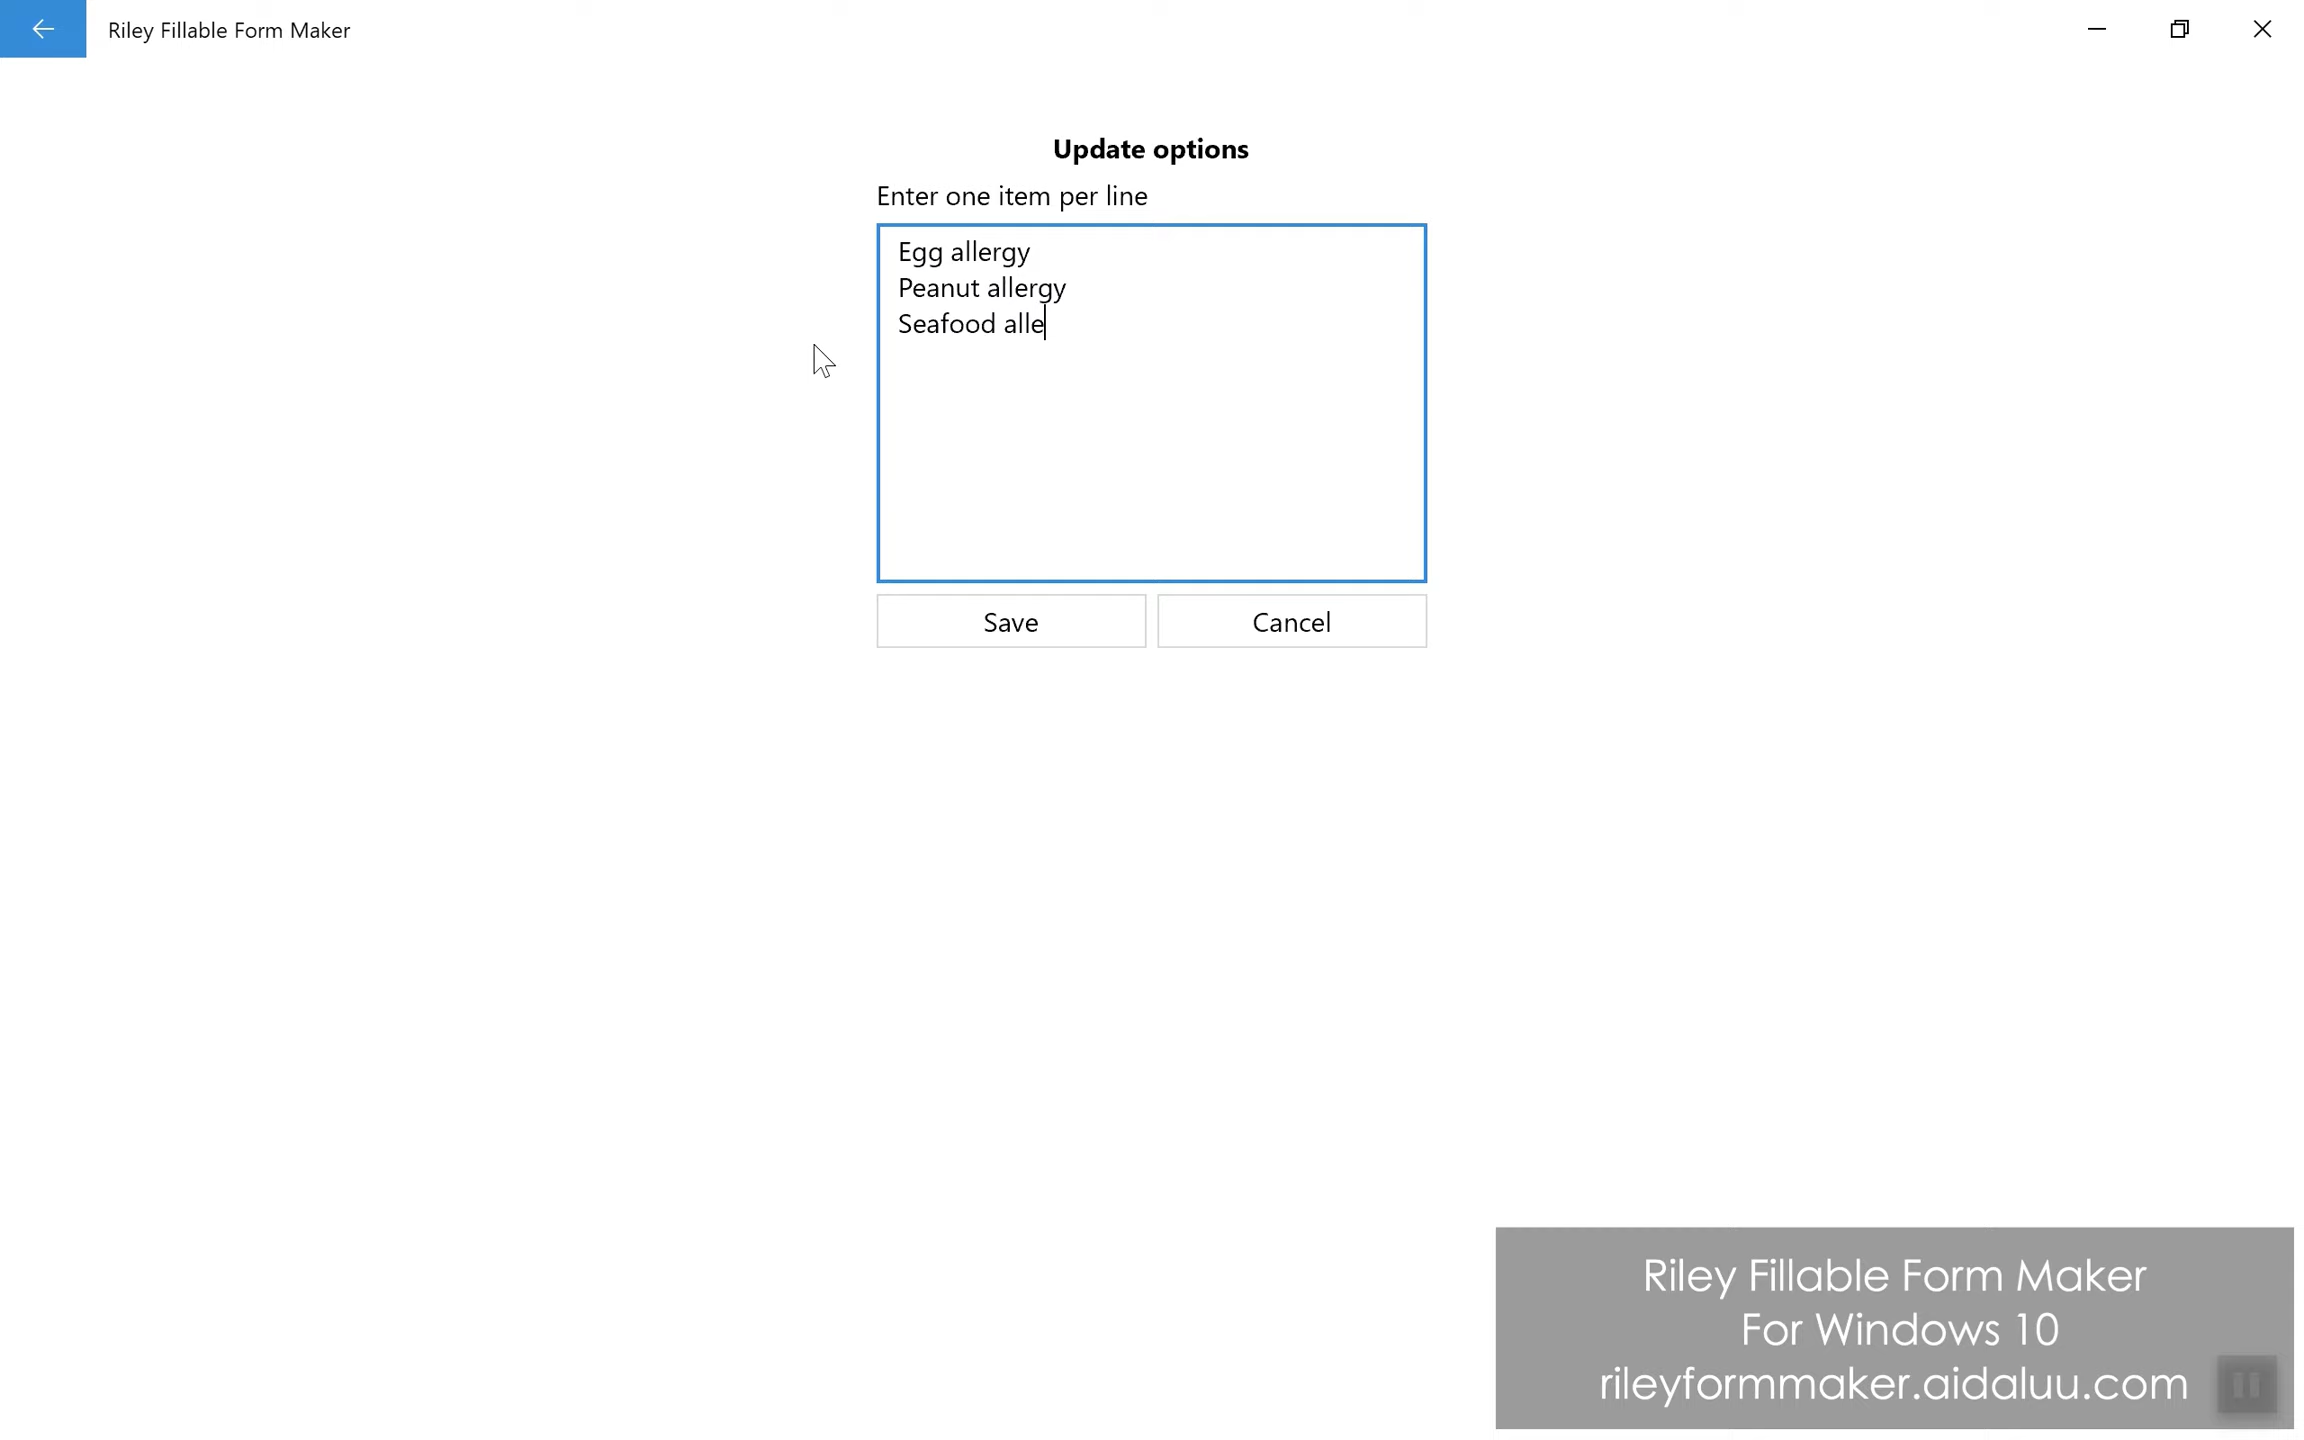 Riley Fillable Form Maker
Update options
Enter one item per line
Egg allergy
Peanut allergy
Seafood alle
Save
Cancel
Riley Fillable Form Maker
For Windows 10
rileyformmaker.aidaluu.com